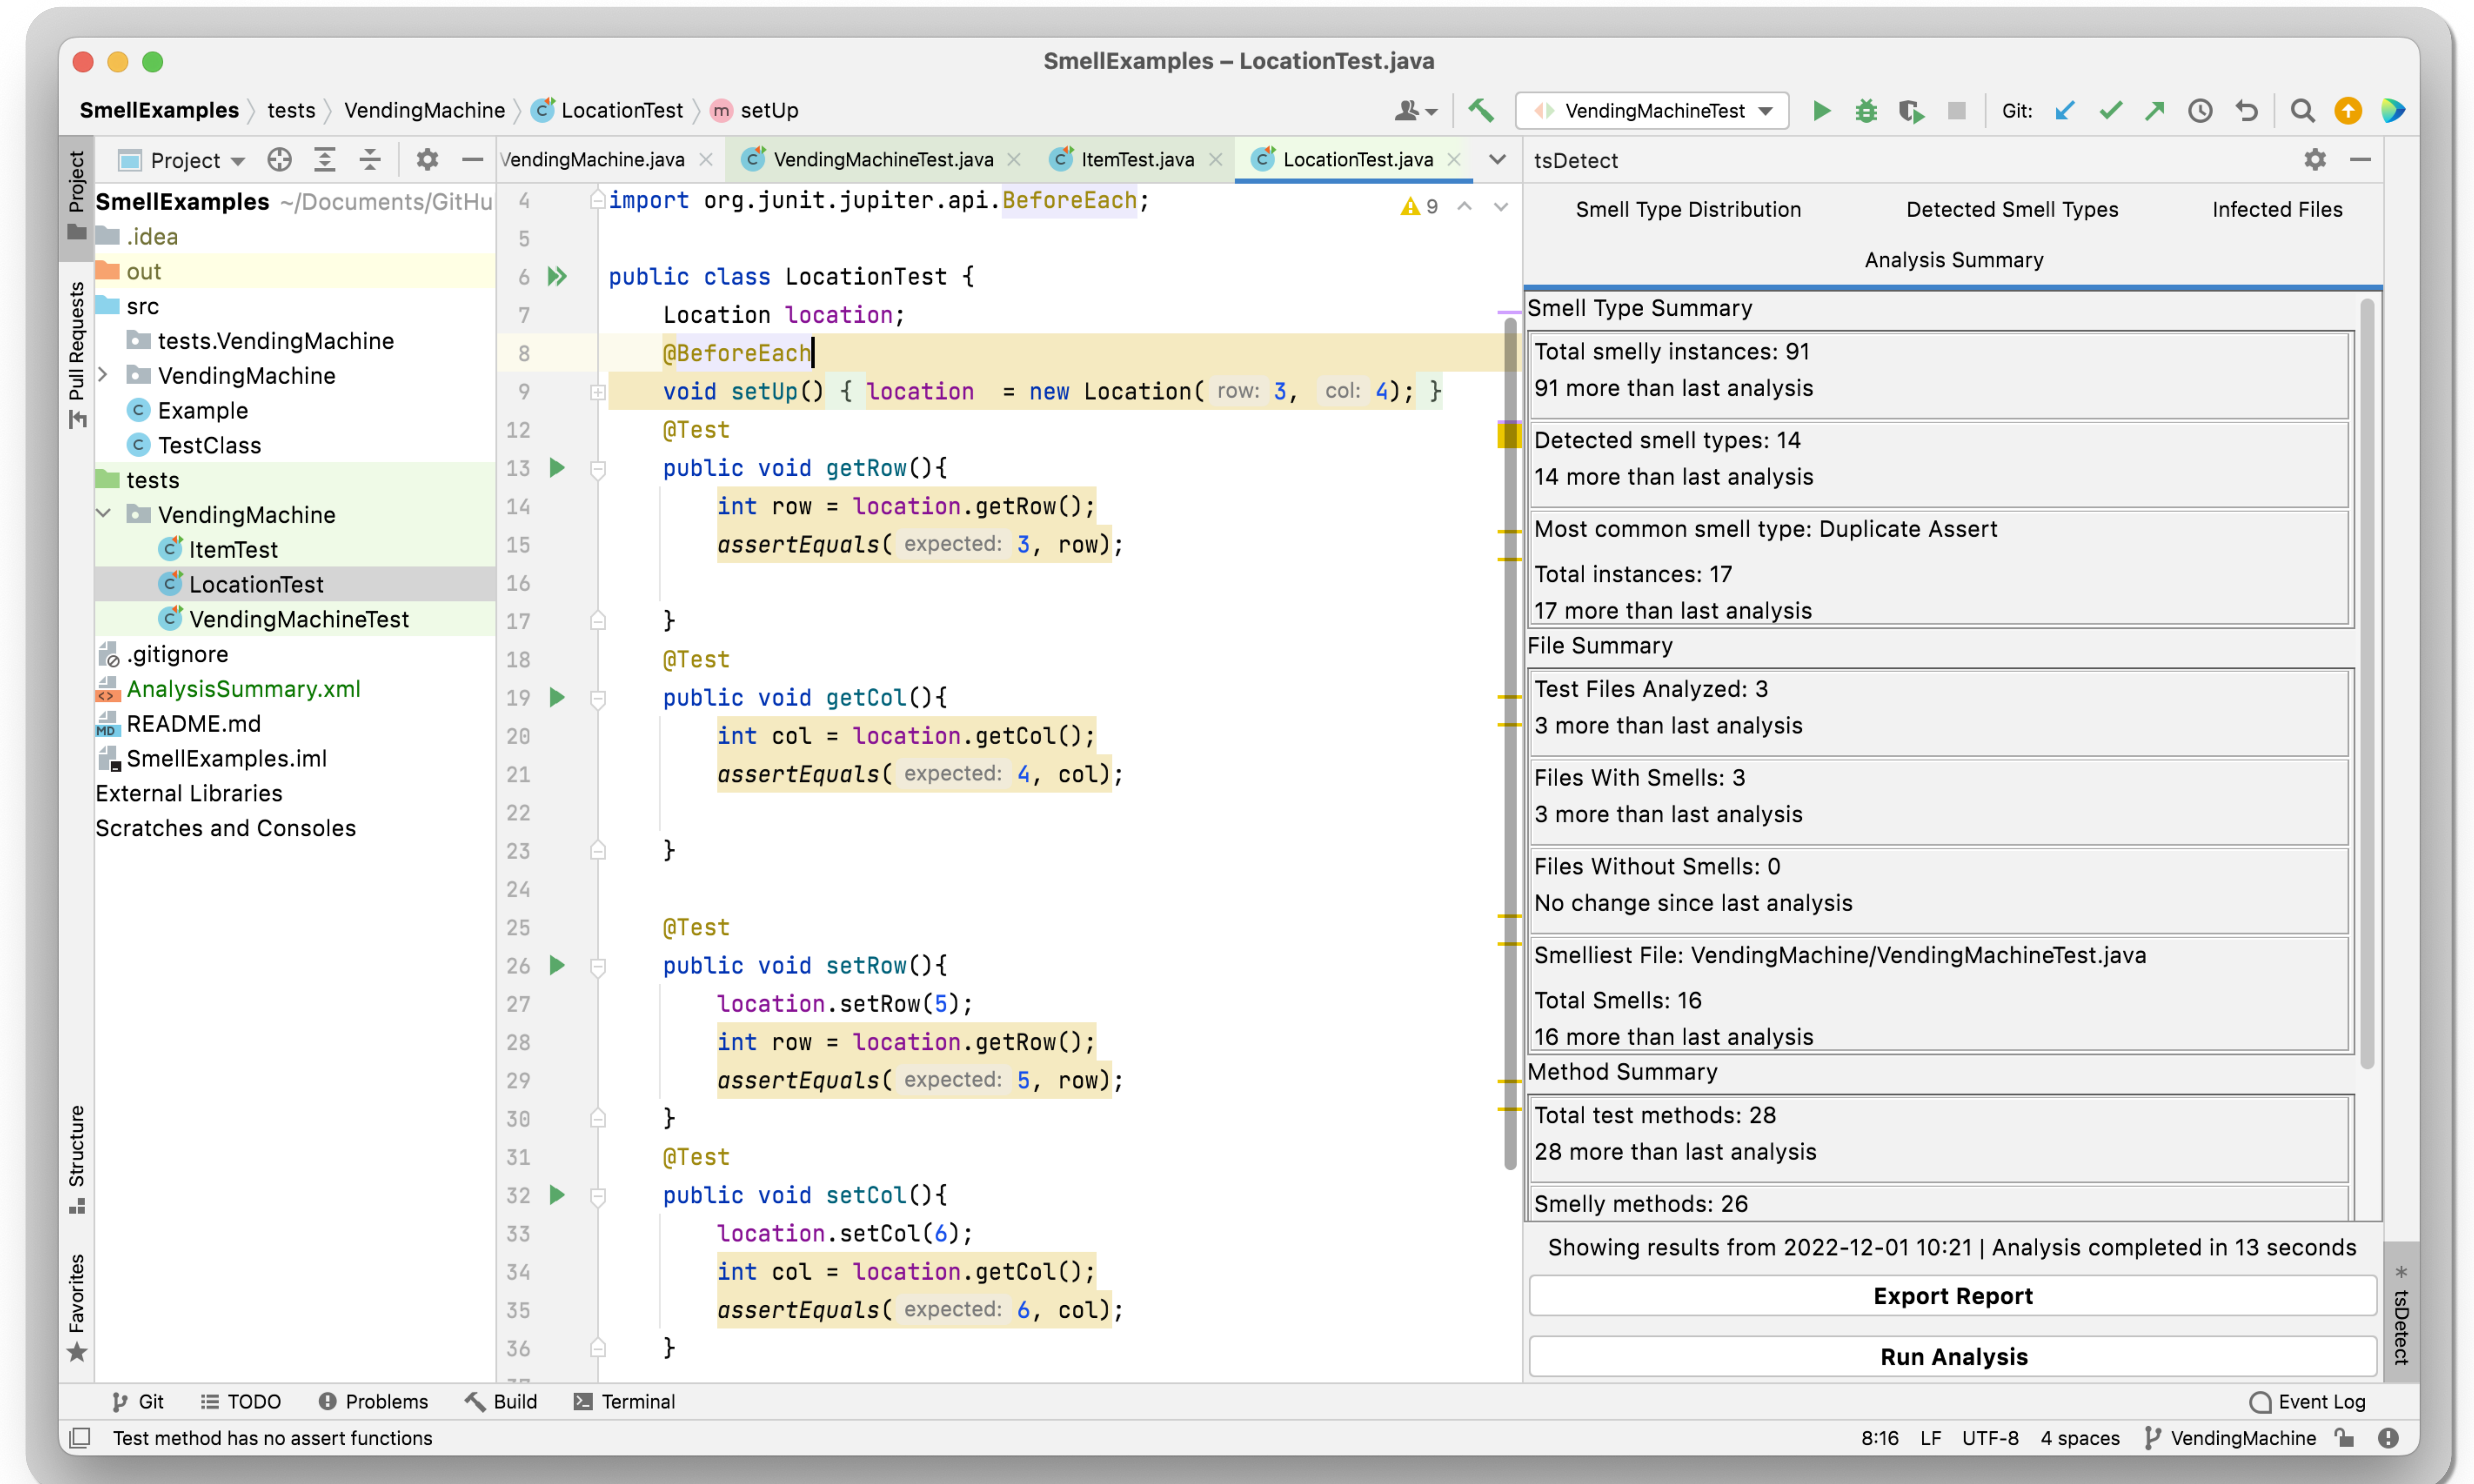 SmellExamples – LocationTest.java
SmellExamples tests VendingMachine LocationTest setUp
VendingMachineTest
Git:
Project
Pull Requests
Structure
Favorites
Project
SmellExamples ~/Documents/GitHu
.idea
out
src
tests.VendingMachine
VendingMachine
Example
TestClass
tests
VendingMachine
ItemTest
LocationTest
VendingMachineTest
.gitignore
AnalysisSummary.xml
README.md
SmellExamples.iml
External Libraries
Scratches and Consoles
VendingMachine.java VendingMachineTest.java ItemTest.java LocationTest.java
9
4 import org.junit.jupiter.api.BeforeEach;
5
6 public class LocationTest {
7 Location location;
8 @BeforeEach
9 void setUp() { location = new Location( row: 3, col: 4); }
12 @Test
13 public void getRow(){
14 int row = location.getRow();
15 assertEquals( expected: 3, row);
16
17 }
18 @Test
19 public void getCol(){
20 int col = location.getCol();
21 assertEquals( expected: 4, col);
22
23 }
24
25 @Test
26 public void setRow(){
27 location.setRow(5);
28 int row = location.getRow();
29 assertEquals( expected: 5, row);
30 }
31 @Test
32 public void setCol(){
33 location.setCol(6);
34 int col = location.getCol();
35 assertEquals( expected: 6, col);
36 }
tsDetect
Smell Type Distribution Detected Smell Types Infected Files
Analysis Summary
Smell Type Summary
Total smelly instances: 91
91 more than last analysis
Detected smell types: 14
14 more than last analysis
Most common smell type: Duplicate Assert
Total instances: 17
17 more than last analysis
File Summary
Test Files Analyzed: 3
3 more than last analysis
Files With Smells: 3
3 more than last analysis
Files Without Smells: 0
No change since last analysis
Smelliest File: VendingMachine/VendingMachineTest.java
Total Smells: 16
16 more than last analysis
Method Summary
Total test methods: 28
28 more than last analysis
Smelly methods: 26
Showing results from 2022-12-01 10:21 | Analysis completed in 13 seconds
Export Report
Run Analysis
tsDetect
Git TODO Problems Build Terminal Event Log
Test method has no assert functions 8:16 LF UTF-8 4 spaces VendingMachine